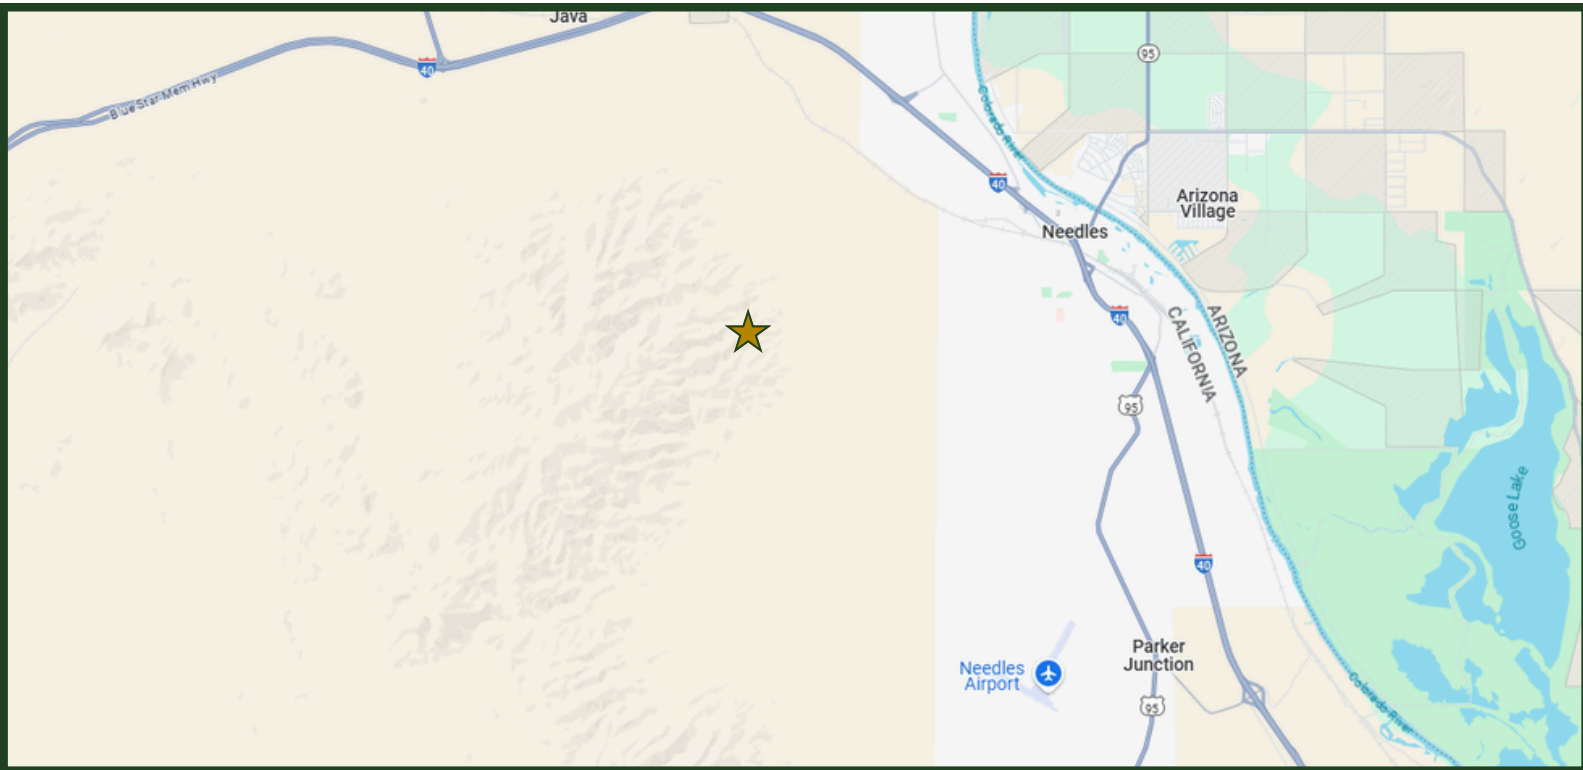 Java
40
Blue Star Mem Hwy
95
Colorado River
40
Arizona
Village
Needles
40
ARIZONA
CALIFORNIA
95
Goose Lake
40
Parker
Junction
Needles
Airport
95
Colorado River